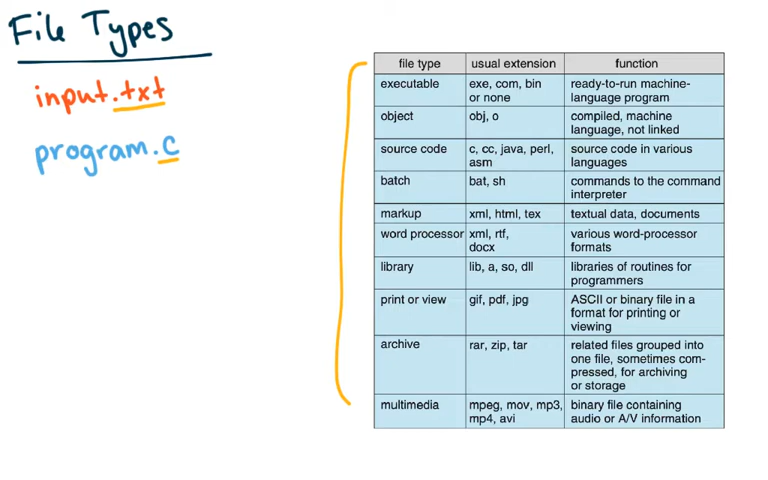 File Types
input.txt
program.c
file type usual extension function
executable exe, com, bin ready-to-run machine-
or none language program
object obj, o compiled, machine
language, not linked
source code c, cc, java, perl, source code in various
asm languages
batch bat, sh commands to the command
interpreter
markup xml, html, tex textual data, documents
word processor xml, rtf, various word-processor
docx formats
library lib, a, so, dll libraries of routines for
programmers
print or view gif, pdf, jpg ASCII or binary file in a
format for printing or
viewing
archive rar, zip, tar related files grouped into
one file, sometimes com-
pressed, for archiving
or storage
multimedia mpeg, mov, mp3, binary file containing
mp4, avi audio or A/V information